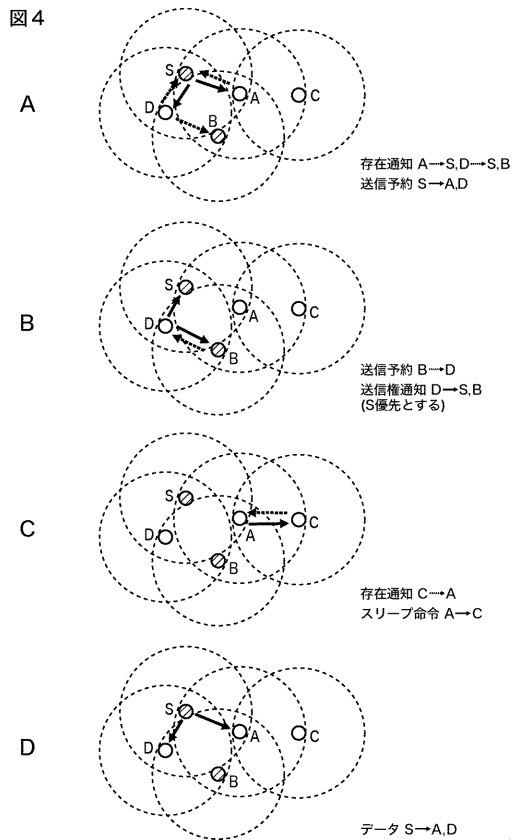 図4
A
S
A
C
D
B
存在通知 A┈▸S,D┈▸S,B
送信予約 S→A,D
B
S
A
C
D
B
送信予約 B┈▸D
送信権通知 D→S,B
(S優先とする)
C
S
A
C
D
B
存在通知 C┈▸A
スリープ命令 A→C
D
S
A
C
D
B
データ S→A,D